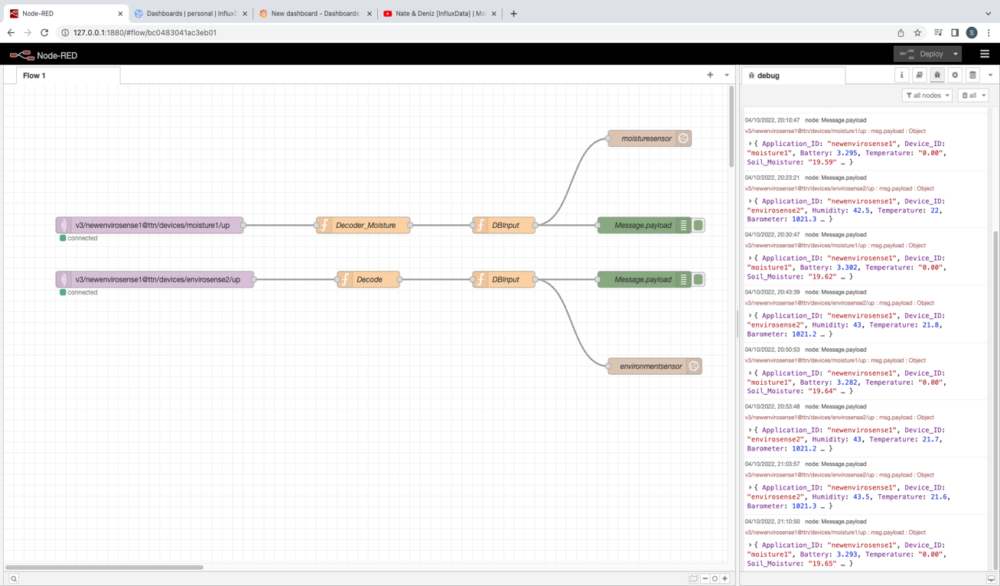 Node-RED
Dashboards | personal | InfluxD
New dashboard - Dashboards
Nate & Deniz [InfluxData] | Mo
127.0.0.1:1880/#flow/bc0483041ac3eb01
S
Node-RED
Deploy
Flow 1
debug
all nodes
all
moisturesensor
v3/newenvirosense1@ttn/devices/moisture1/up
Decoder_Moisture
DBInput
Message.payload
connected
v3/newenvirosense1@ttn/devices/envirosense2/up
Decode
DBInput
Message.payload
connected
environmentsensor
04/10/2022, 20:10:47 node: Message.payload
v3/newenvirosense1@ttn/devices/moisture1/up : msg.payload : Object
{ Application_ID: "newenvirosense1", Device_ID:
"moisture1", Battery: 3.295, Temperature: "0.00",
Soil_Moisture: "19.59" … }
04/10/2022, 20:23:21 node: Message.payload
v3/newenvirosense1@ttn/devices/envirosense2/up : msg.payload : Object
{ Application_ID: "newenvirosense1", Device_ID:
"envirosense2", Humidity: 42.5, Temperature: 22,
Barometer: 1021.3 … }
04/10/2022, 20:30:47 node: Message.payload
v3/newenvirosense1@ttn/devices/moisture1/up : msg.payload : Object
{ Application_ID: "newenvirosense1", Device_ID:
"moisture1", Battery: 3.302, Temperature: "0.00",
Soil_Moisture: "19.62" … }
04/10/2022, 20:43:39 node: Message.payload
v3/newenvirosense1@ttn/devices/envirosense2/up : msg.payload : Object
{ Application_ID: "newenvirosense1", Device_ID:
"envirosense2", Humidity: 43, Temperature: 21.8,
Barometer: 1021.2 … }
04/10/2022, 20:50:53 node: Message.payload
v3/newenvirosense1@ttn/devices/moisture1/up : msg.payload : Object
{ Application_ID: "newenvirosense1", Device_ID:
"moisture1", Battery: 3.282, Temperature: "0.00",
Soil_Moisture: "19.64" … }
04/10/2022, 20:53:48 node: Message.payload
v3/newenvirosense1@ttn/devices/envirosense2/up : msg.payload : Object
{ Application_ID: "newenvirosense1", Device_ID:
"envirosense2", Humidity: 43, Temperature: 21.7,
Barometer: 1021.2 … }
04/10/2022, 21:03:57 node: Message.payload
v3/newenvirosense1@ttn/devices/envirosense2/up : msg.payload : Object
{ Application_ID: "newenvirosense1", Device_ID:
"envirosense2", Humidity: 43.5, Temperature: 21.6,
Barometer: 1021.3 … }
04/10/2022, 21:10:50 node: Message.payload
v3/newenvirosense1@ttn/devices/moisture1/up : msg.payload : Object
{ Application_ID: "newenvirosense1", Device_ID:
"moisture1", Battery: 3.293, Temperature: "0.00",
Soil_Moisture: "19.65" … }